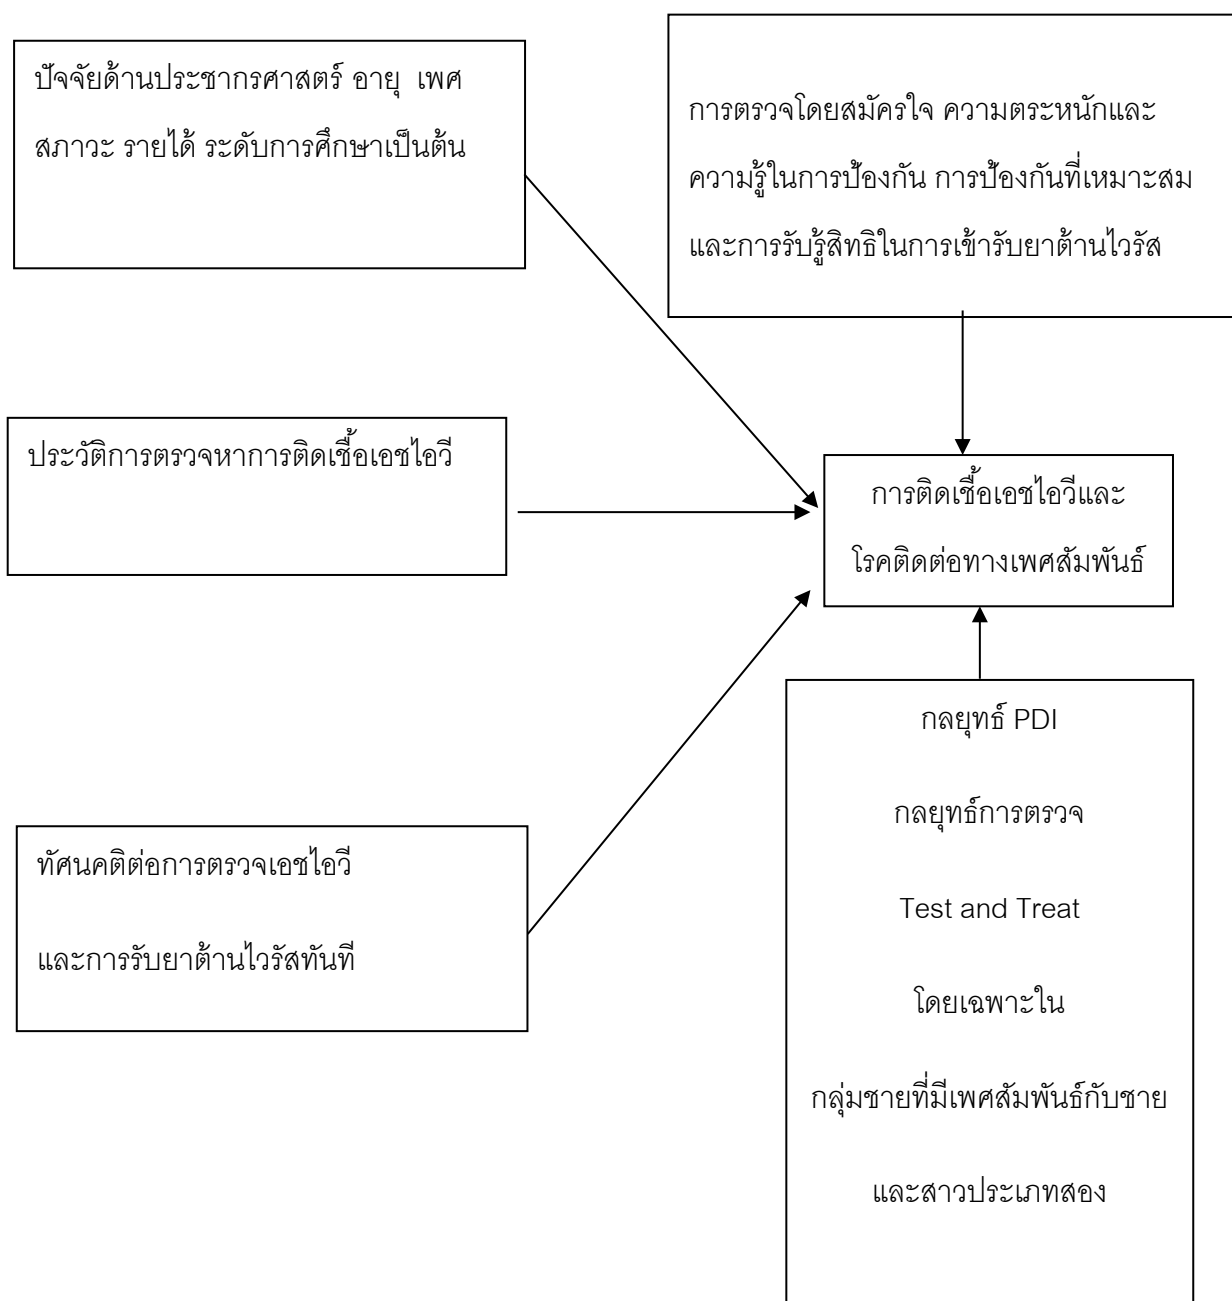 ปัจจัยด้านประชากรศาสตร์ อายุ เพศ
สภาวะ รายได้ ระดับการศึกษาเป็นต้น
การตรวจโดยสมัครใจ ความตระหนักและ
ความรู้ในการป้องกัน การป้องกันที่เหมาะสม
และการรับรู้สิทธิในการเข้ารับยาต้านไวรัส
ประวัติการตรวจหาการติดเชื้อเอชไอวี
การติดเชื้อเอชไอวีและ
โรคติดต่อทางเพศสัมพันธ์
ทัศนคติต่อการตรวจเอชไอวี
และการรับยาต้านไวรัสทันที
กลยุทธ์ PDI
กลยุทธ์การตรวจ
Test and Treat
โดยเฉพาะใน
กลุ่มชายที่มีเพศสัมพันธ์กับชาย
และสาวประเภทสอง